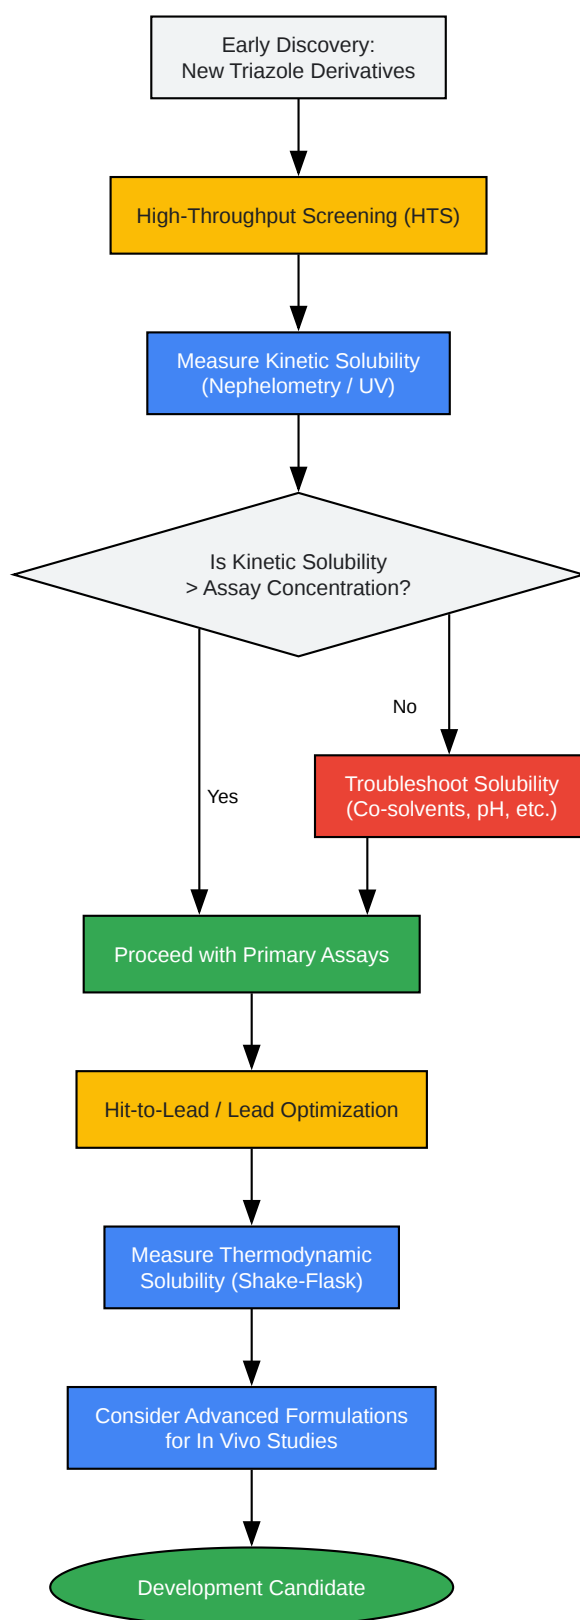 Early Discovery:
New Triazole Derivatives
High-Throughput Screening (HTS)
Measure Kinetic Solubility
(Nephelometry / UV)
Is Kinetic Solubility
> Assay Concentration?
No
Troubleshoot Solubility
(Co-solvents, pH, etc.)
Yes
Proceed with Primary Assays
Hit-to-Lead / Lead Optimization
Measure Thermodynamic
Solubility (Shake-Flask)
Consider Advanced Formulations
for In Vivo Studies
Development Candidate